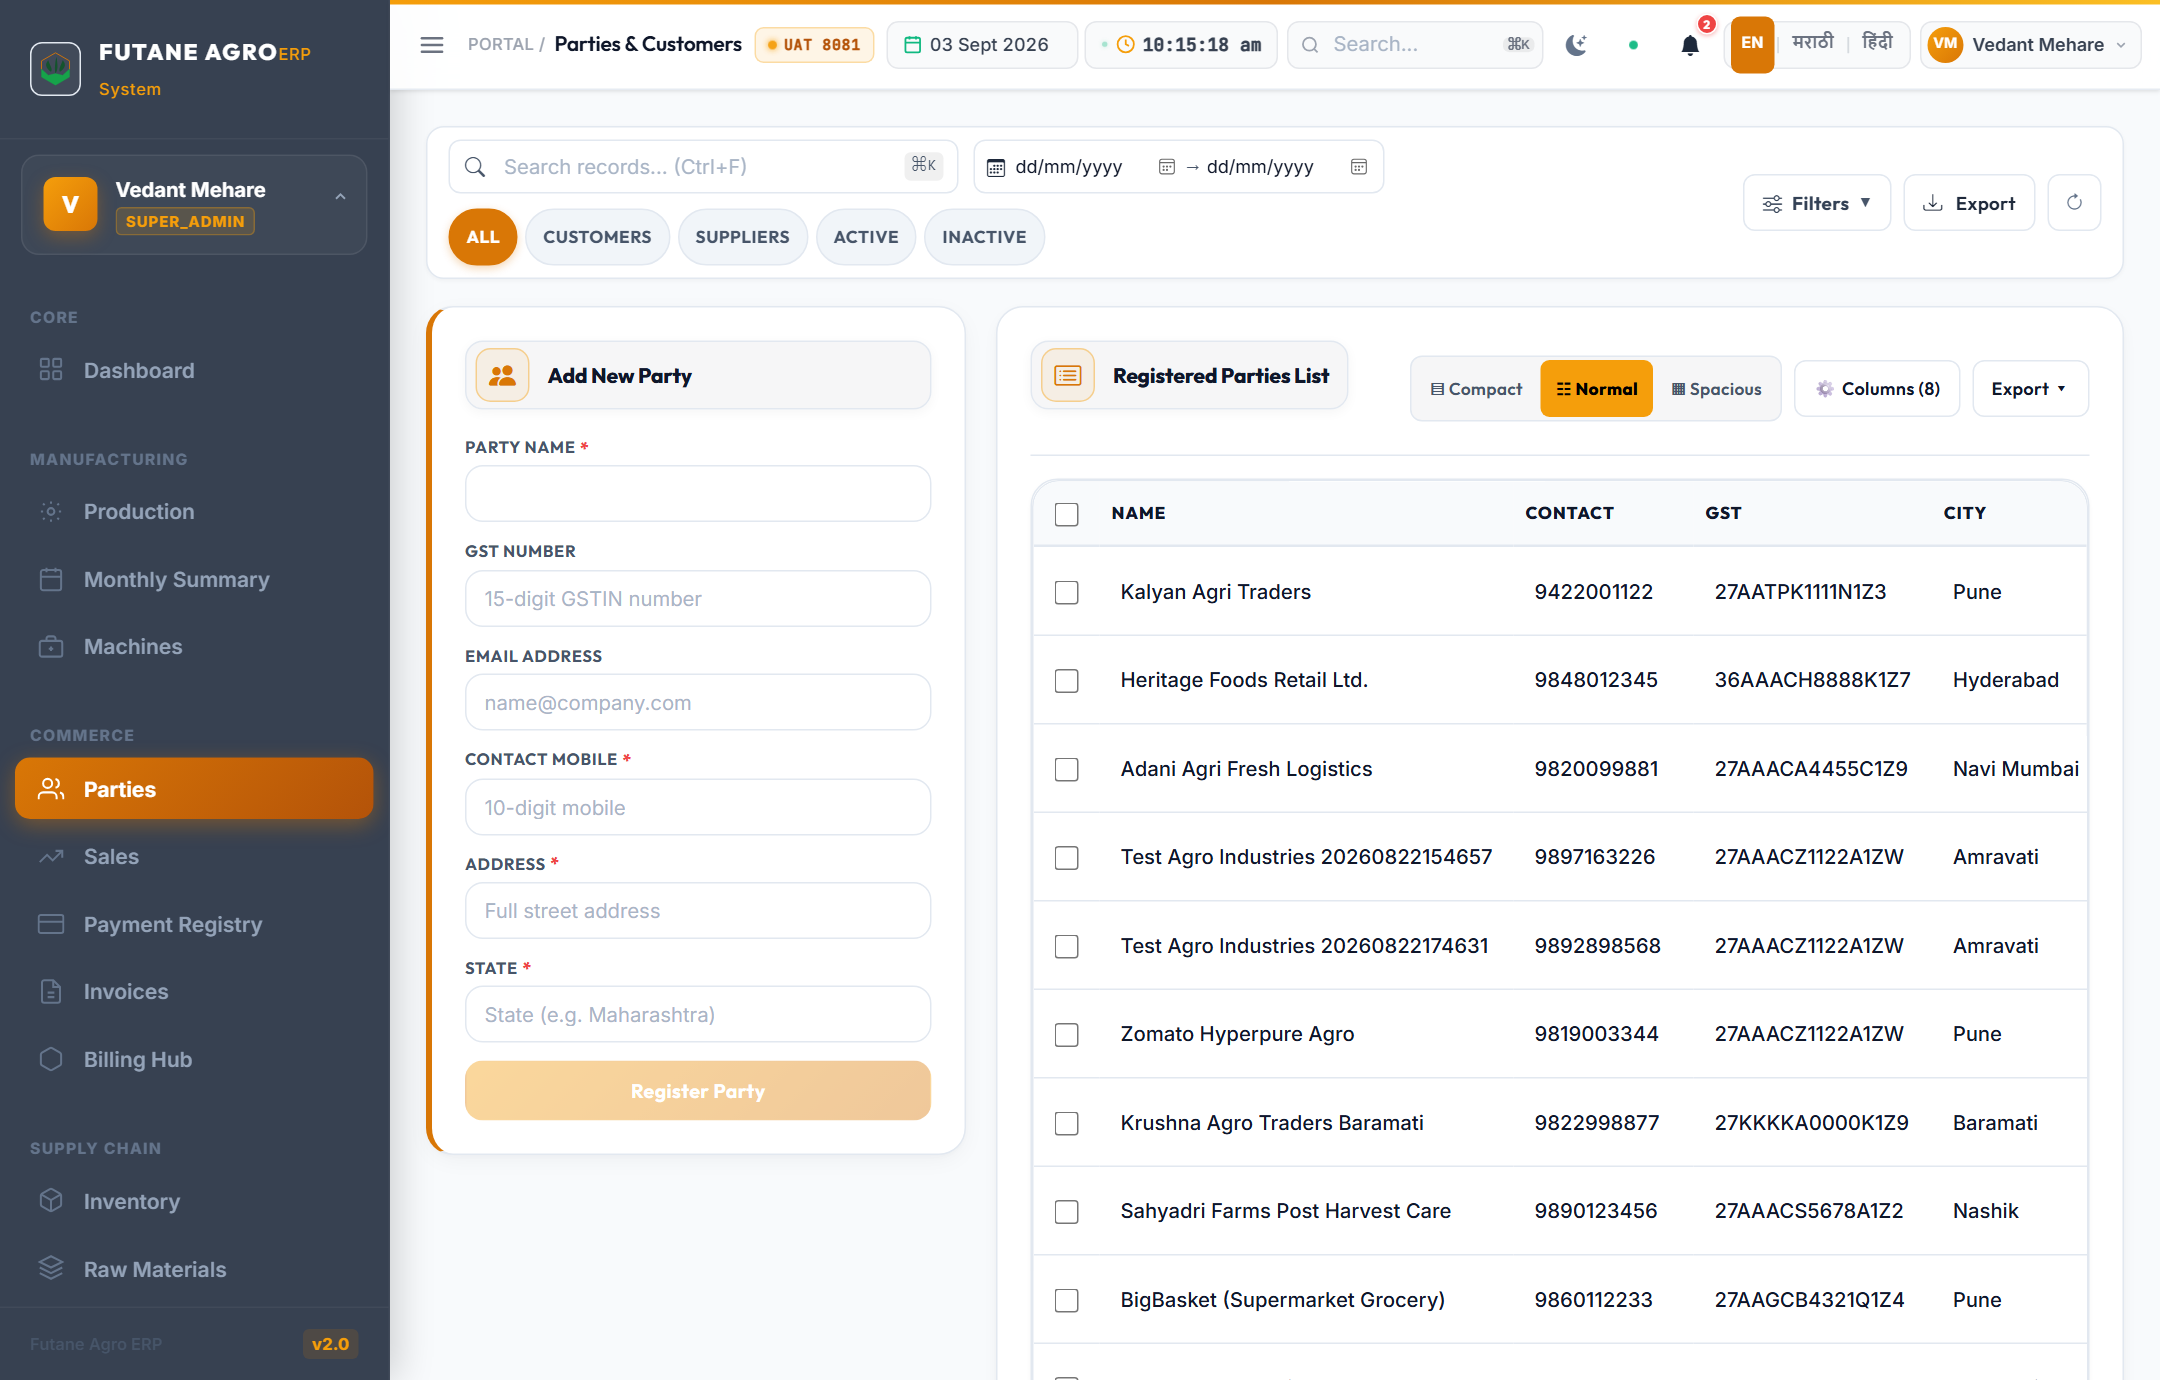 FUTANE AGROERP
System
V
Vedant Mehare
SUPER_ADMIN
CORE
Dashboard
MANUFACTURING
Production
Monthly Summary
Machines
COMMERCE
Parties
Sales
Payment Registry
Invoices
Billing Hub
SUPPLY CHAIN
Inventory
Raw Materials
Futane Agro ERP
v2.0
PORTAL / Parties & Customers
UAT 8081
03 Sept 2026
10:15:18 am
Search...
⌘K
2
EN | मराठी | हिंदी
VM
Vedant Mehare
Search records... (Ctrl+F)
⌘K
dd/mm/yyyy → dd/mm/yyyy
Filters ▼
Export
ALL
CUSTOMERS
SUPPLIERS
ACTIVE
INACTIVE
Add New Party
PARTY NAME *
GST NUMBER
15-digit GSTIN number
EMAIL ADDRESS
name@company.com
CONTACT MOBILE *
10-digit mobile
ADDRESS *
Full street address
STATE *
State (e.g. Maharashtra)
Register Party
Registered Parties List
Compact
Normal
Spacious
Columns (8)
Export ▾
NAME CONTACT GST CITY
Kalyan Agri Traders 9422001122 27AATPK1111N1Z3 Pune
Heritage Foods Retail Ltd. 9848012345 36AAACH8888K1Z7 Hyderabad
Adani Agri Fresh Logistics 9820099881 27AAACA4455C1Z9 Navi Mumbai
Test Agro Industries 20260822154657 9897163226 27AAACZ1122A1ZW Amravati
Test Agro Industries 20260822174631 9892898568 27AAACZ1122A1ZW Amravati
Zomato Hyperpure Agro 9819003344 27AAACZ1122A1ZW Pune
Krushna Agro Traders Baramati 9822998877 27KKKKA0000K1Z9 Baramati
Sahyadri Farms Post Harvest Care 9890123456 27AAACS5678A1Z2 Nashik
BigBasket (Supermarket Grocery) 9860112233 27AAGCB4321Q1Z4 Pune